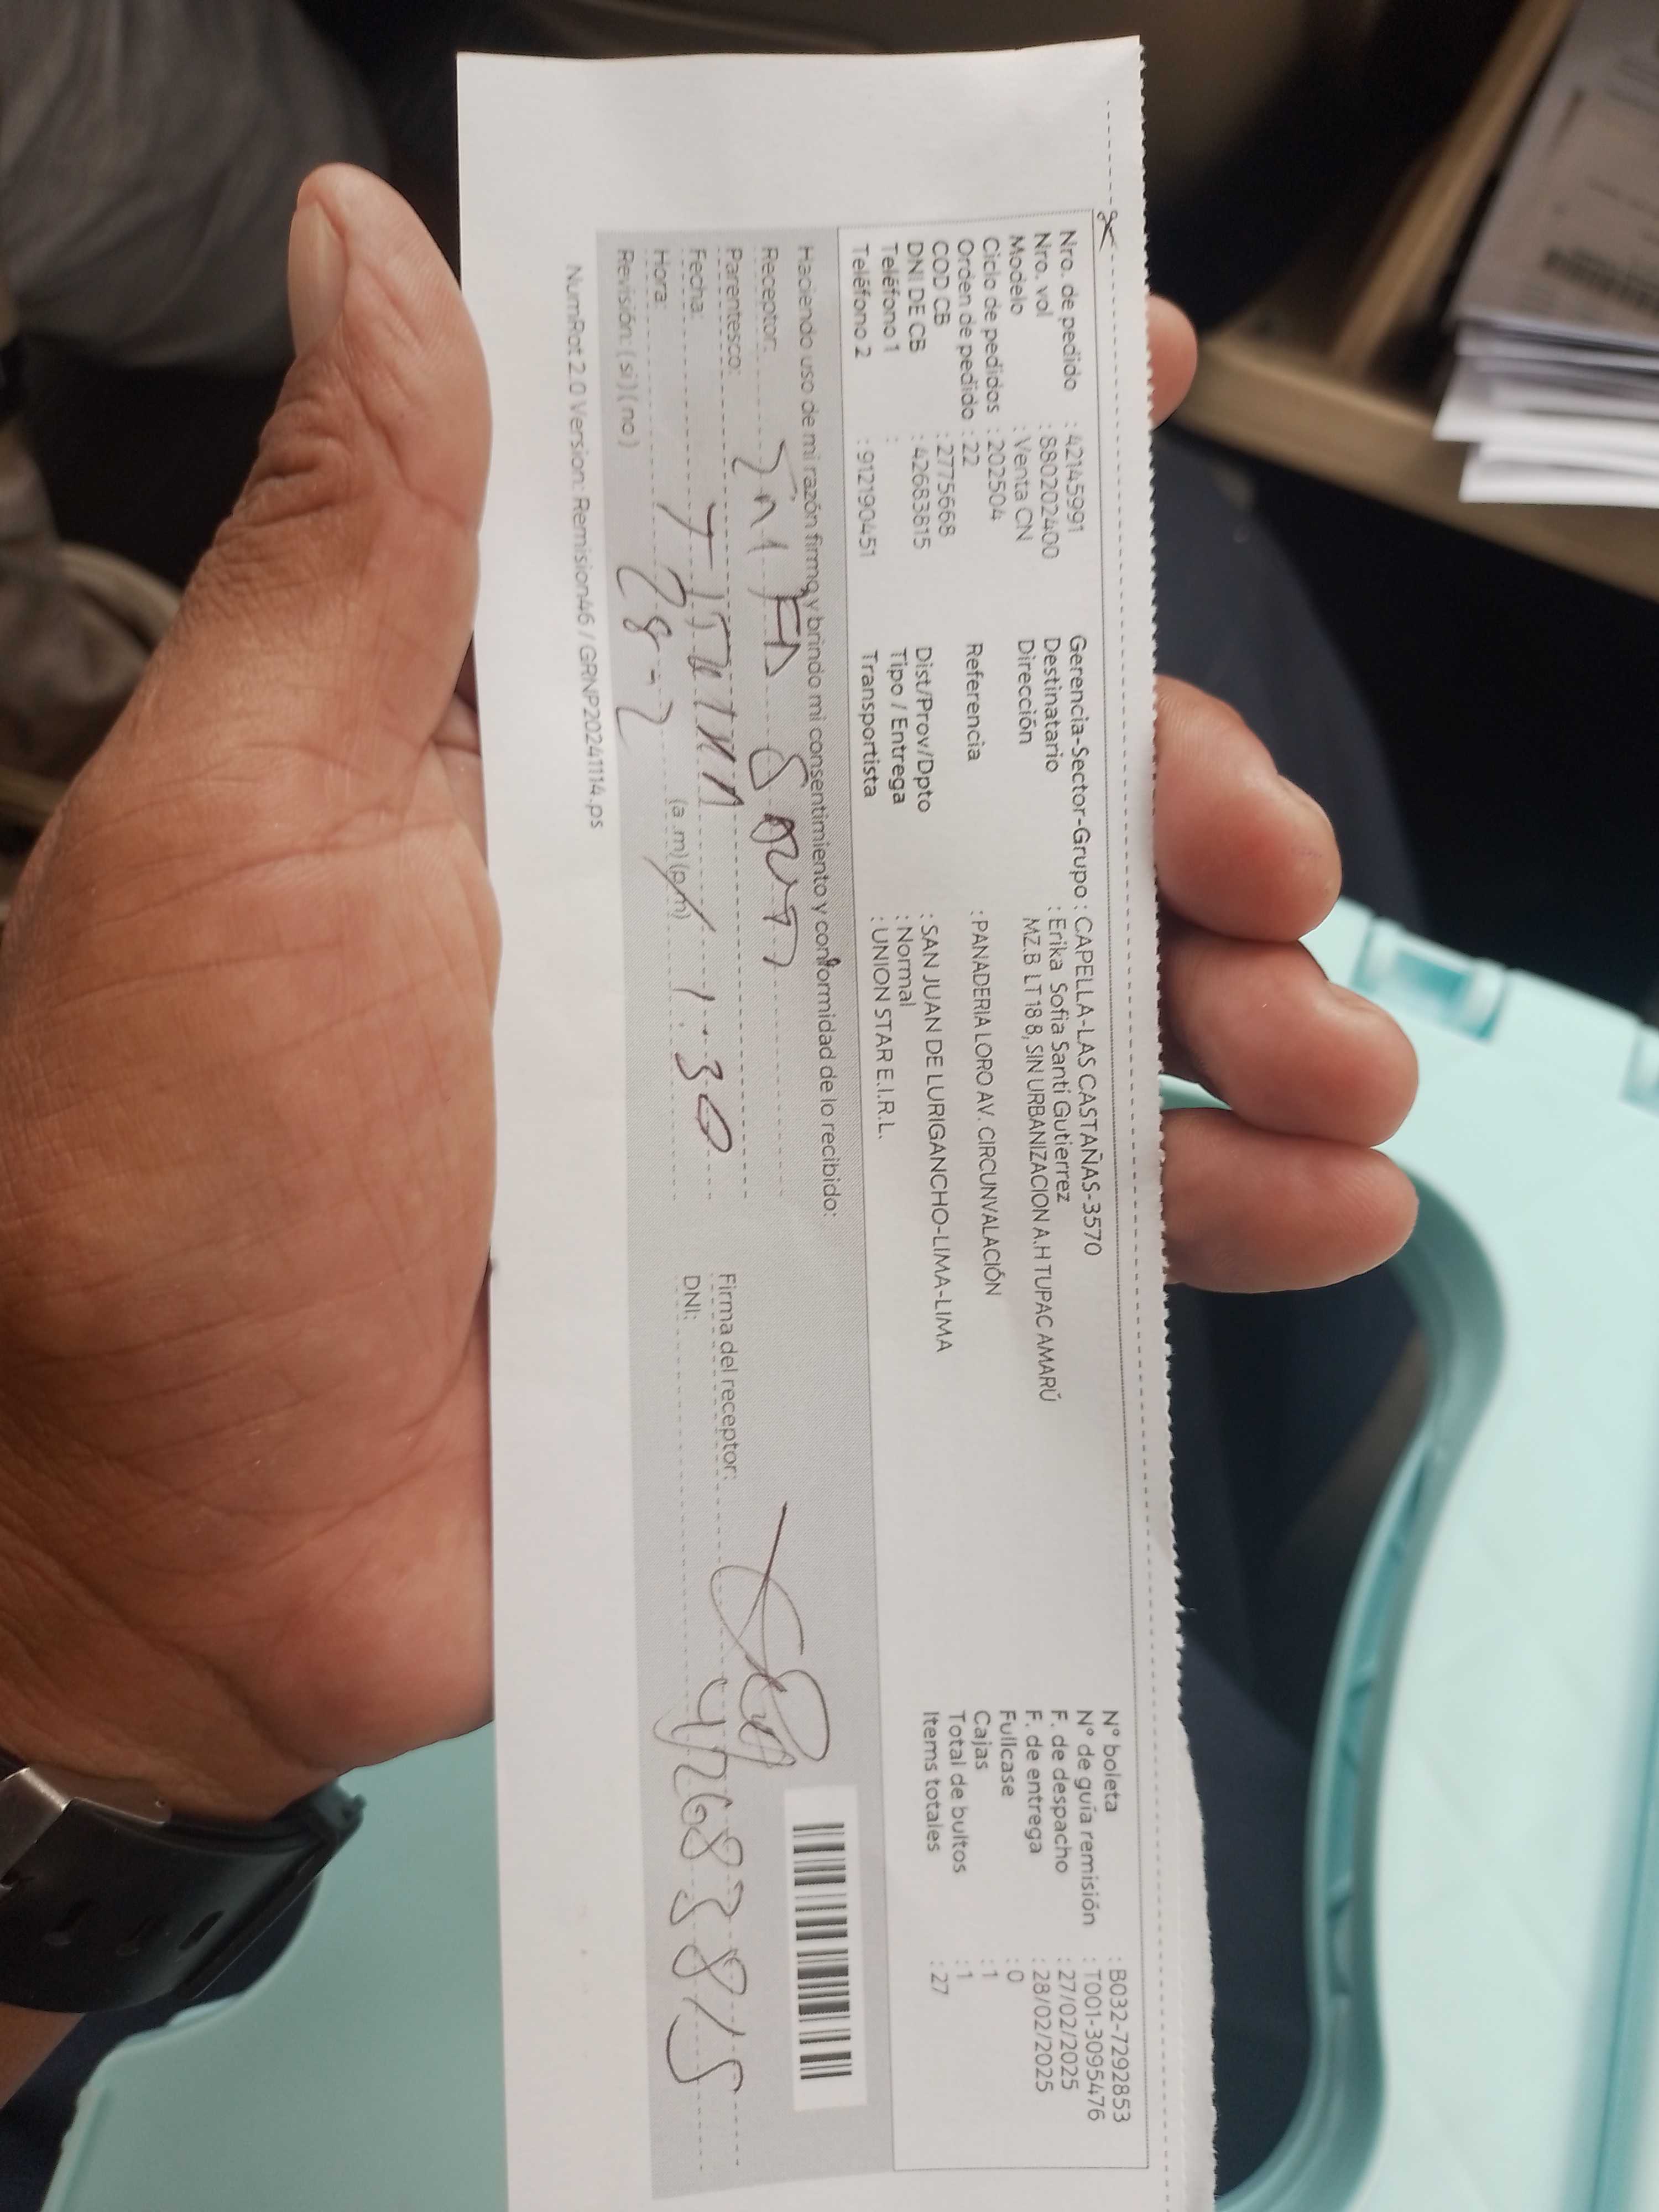 Nro. de pedido : 42145991
Nro. vol : 880202400
Modelo : Venta CN
Ciclo de pedidos : 202504
Orden de pedido : 22
COD CB : 2775668
DNI DE CB : 42683815
Teléfono 1 :
Teléfono 2 : 912190451
Gerencia-Sector-Grupo : CAPELLA-LAS CASTAÑAS-3570
Destinatario : Erika Sofia Santi Gutierrez
Dirección MZ.B LT 18 8, SIN URBANIZACION A.H TUPAC AMARÚ
Referencia : PANADERIA LORO AV. CIRCUNVALACIÓN
Dist/Prov/Dpto : SAN JUAN DE LURIGANCHO-LIMA-LIMA
Tipo / Entrega : Normal
Transportista : UNION STAR E.I.R.L.
N° boleta : B032-7292853
N° de guía remisión : T001-3095476
F. de despacho : 27/02/2025
F. de entrega : 28/02/2025
Fullcase : 0
Cajas : 1
Total de bultos : 1
Items totales : 27
Haciendo uso de mi razón firmo y brindo mi consentimiento y conformidad de lo recibido:
Receptor:
Parentesco:
Fecha: 28-2
Hora: (a.m) (p.m) 1:30
Revisión: ( si ) ( no )
Firma del receptor:
DNI: 42683815
NumRot 2.0 Version: Remision46 / GRNP20241114.ps